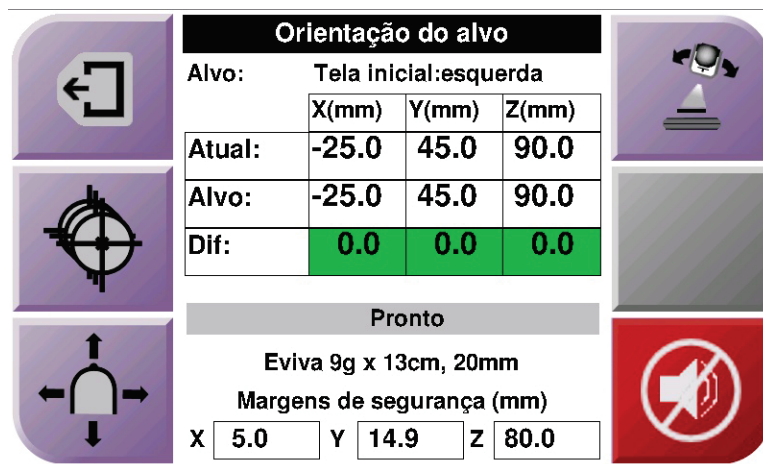 Orientação do alvo
Alvo: Tela inicial:esquerda
X(mm) Y(mm) Z(mm)
Atual: -25.0 45.0 90.0
Alvo: -25.0 45.0 90.0
Dif: 0.0 0.0 0.0
Pronto
Eviva 9g x 13cm, 20mm
Margens de segurança (mm)
X 5.0 Y 14.9 Z 80.0